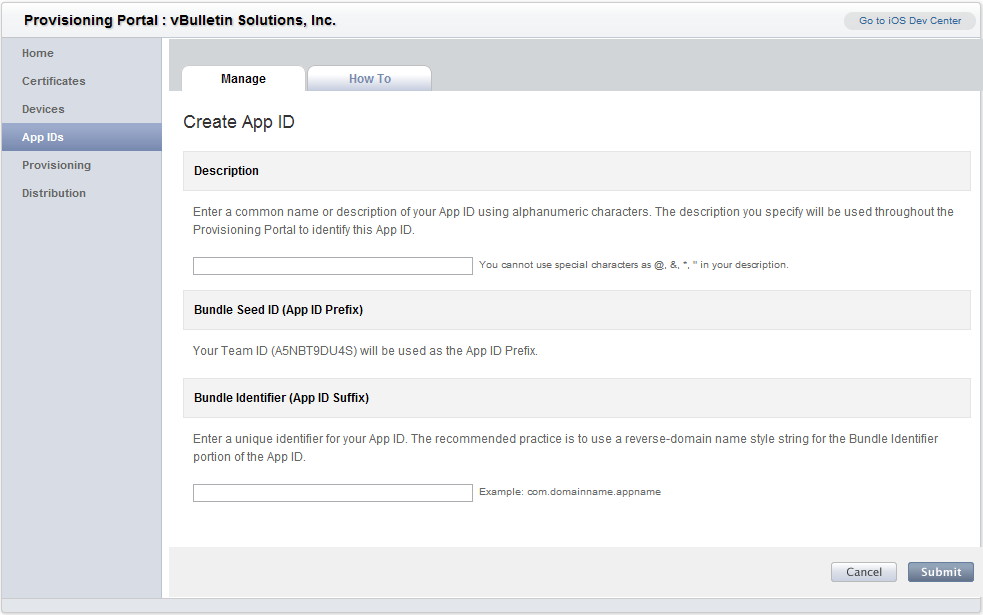 Provisioning Portal : vBulletin Solutions, Inc.
Go to iOS Dev Center
Home
Certificates
Devices
App IDs
Provisioning
Distribution
Manage
How To
Create App ID
Description
Enter a common name or description of your App ID using alphanumeric characters. The description you specify will be used throughout the
Provisioning Portal to identify this App ID.
You cannot use special characters as @, &, *, " in your description.
Bundle Seed ID (App ID Prefix)
Your Team ID (A5NBT9DU4S) will be used as the App ID Prefix.
Bundle Identifier (App ID Suffix)
Enter a unique identifier for your App ID. The recommended practice is to use a reverse-domain name style string for the Bundle Identifier
portion of the App ID.
Example: com.domainname.appname
Cancel
Submit